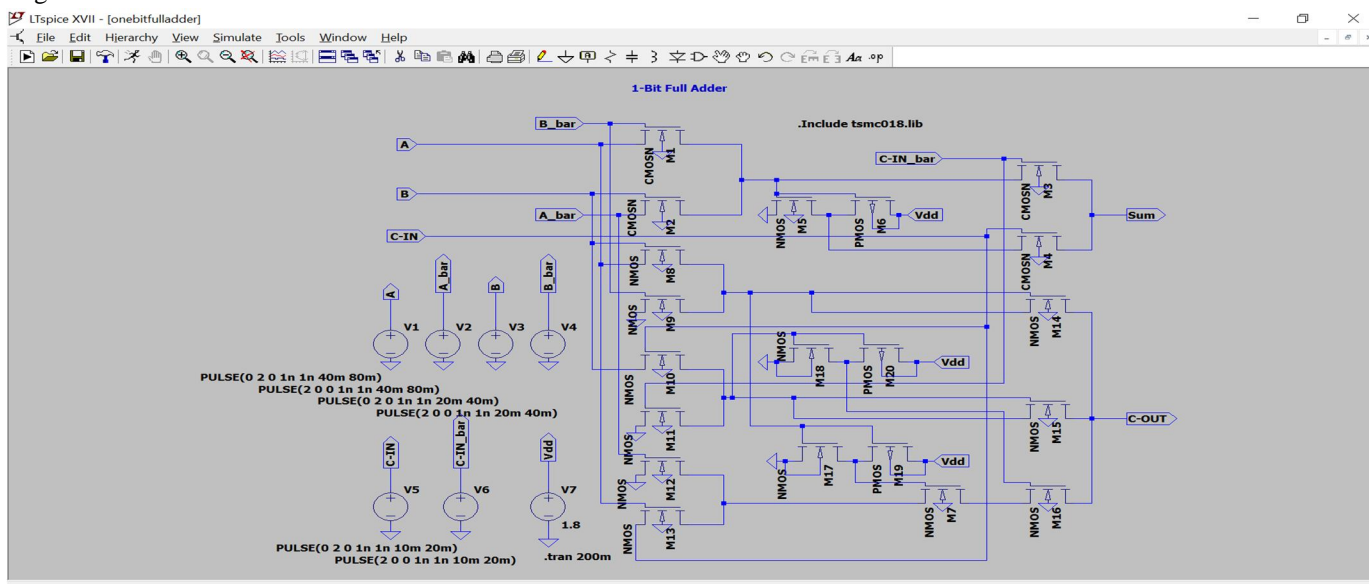 LTspice XVII - [onebitfulladder]
File Edit Hierarchy View Simulate Tools Window Help
Aa .op
1-Bit Full Adder
.Include tsmc018.lib
B_bar
A
B
A_bar
C-IN
C-IN_bar
Sum
C-OUT
CMOSN M1
CMOSN M2
CMOSN M3
CMOSN M4
NMOS M5
PMOS M6
Vdd
NMOS M8
NMOS M9
NMOS M10
NMOS M11
NMOS M12
NMOS M13
NMOS M14
NMOS M18
PMOS M20
Vdd
NMOS M15
NMOS M17
PMOS M19
Vdd
NMOS M7
NMOS M16
A
A_bar
B
B_bar
V1
V2
V3
V4
PULSE(0 2 0 1n 1n 40m 80m)
PULSE(2 0 0 1n 1n 40m 80m)
PULSE(0 2 0 1n 1n 20m 40m)
PULSE(2 0 0 1n 1n 20m 40m)
C-IN
C-IN_bar
Vdd
V5
V6
V7
1.8
PULSE(0 2 0 1n 1n 10m 20m)
PULSE(2 0 0 1n 1n 10m 20m)
.tran 200m